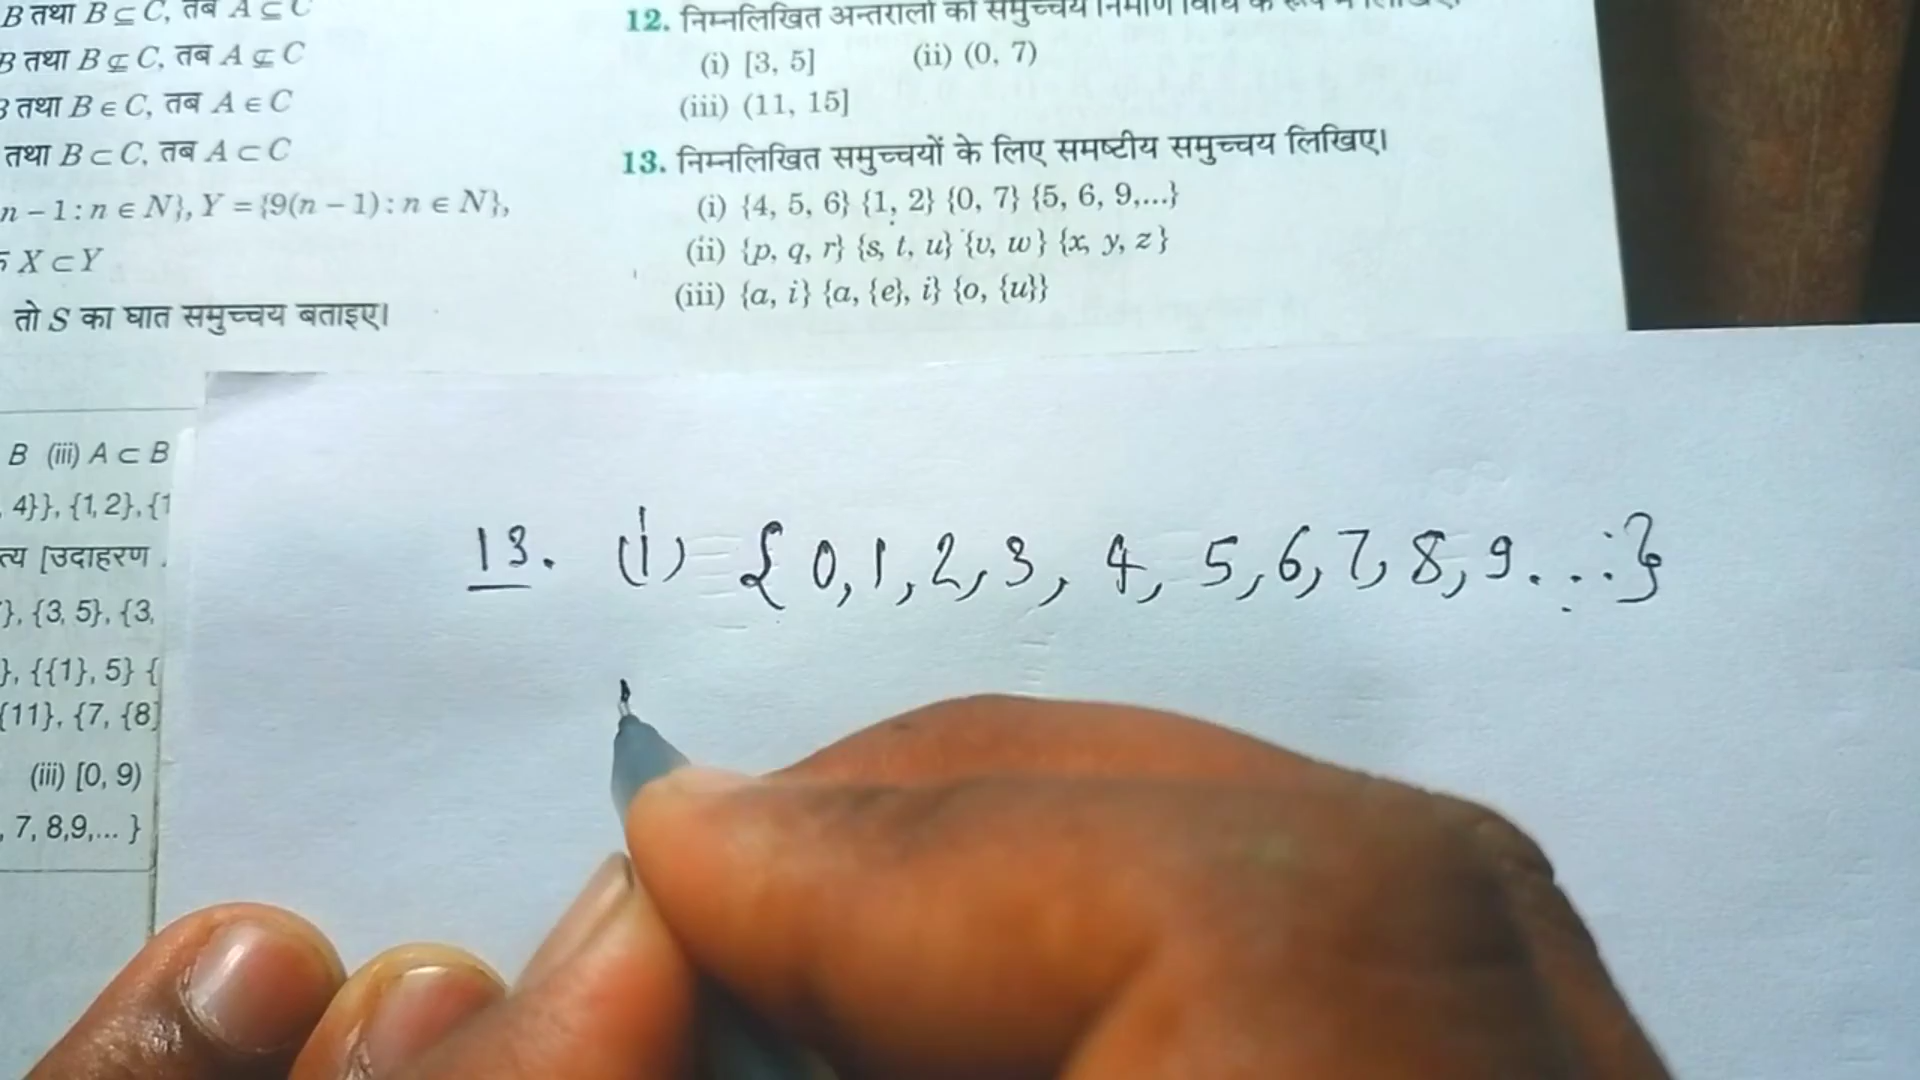 B तथा B ⊆ C, तब A ⊆ C
B तथा B ⊈ C, तब A ⊈ C
B तथा B ∈ C, तब A ∈ C
तथा B ⊂ C, तब A ⊂ C
n – 1 : n ∈ N}, Y = {9(n – 1) : n ∈ N},
X ⊂ Y
तो S का घात समुच्चय बताइए।
12. निम्नलिखित अन्तरालों को समुच्चय निर्माण विधि के रूप में लिखिए।
(i) [3, 5] (ii) (0, 7)
(iii) (11, 15]
13. निम्नलिखित समुच्चयों के लिए समष्टीय समुच्चय लिखिए।
(i) {4, 5, 6} {1, 2} {0, 7} {5, 6, 9,...}
(ii) {p, q, r} {s, t, u} {v, w} {x, y, z}
(iii) {a, i} {a, {e}, i} {o, {u}}
B (iii) A ⊂ B
4}}, {1, 2}, {1
त्य [उदाहरण .
}, {3, 5}, {3,
}, {{1}, 5} {
{11}, {7, {8}
(iii) [0, 9)
, 7, 8,9,... }
13. (i) = { 0, 1, 2, 3, 4, 5, 6, 7, 8, 9....}